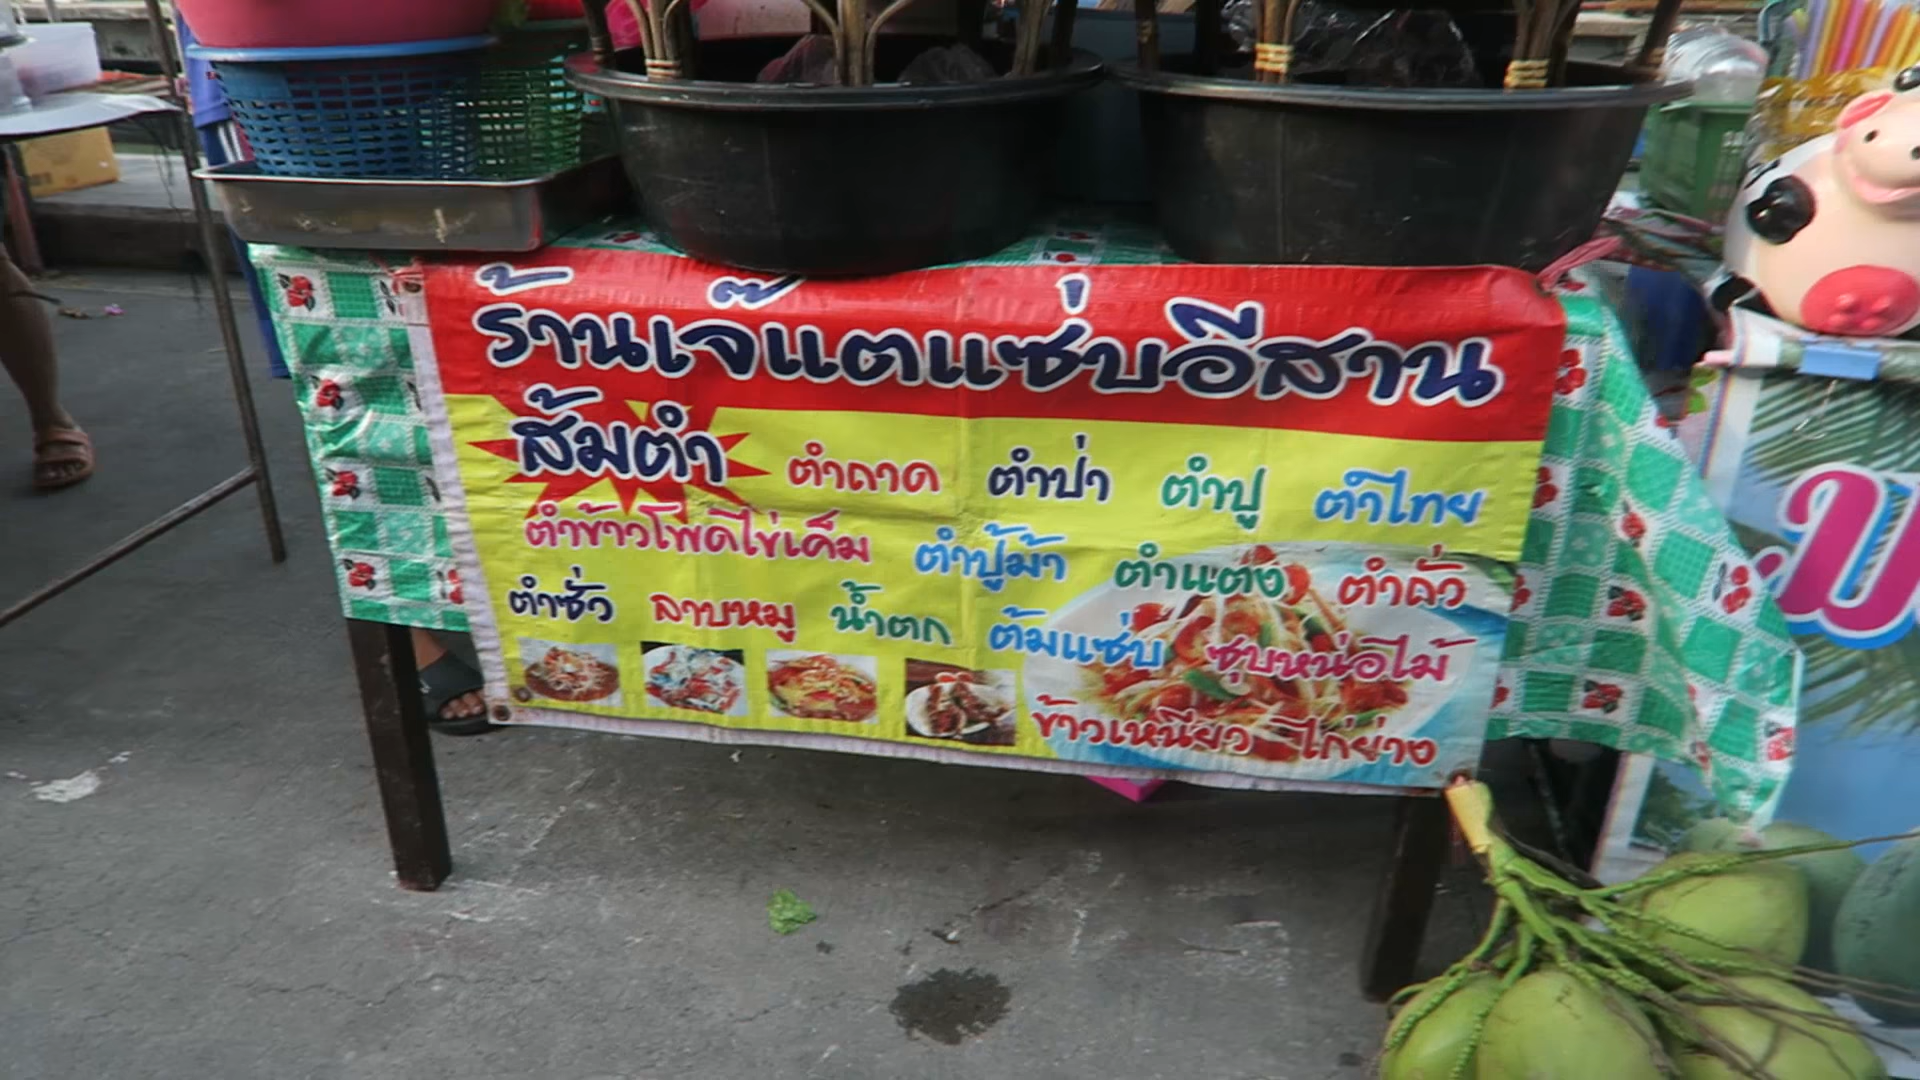 ร้านเจ๊แตแซ่บอีสาน
ส้มตำ ตำถาด ตำป่า ตำปู ตำไทย
ตำข้าวโพดไข่เค็ม ตำปูม้า ตำแตง ตำถั่ว
ตำซั่ว ลาบหมู น้ำตก ต้มแซ่บ ซุบหน่อไม้
ข้าวเหนียว ไก่ย่าง